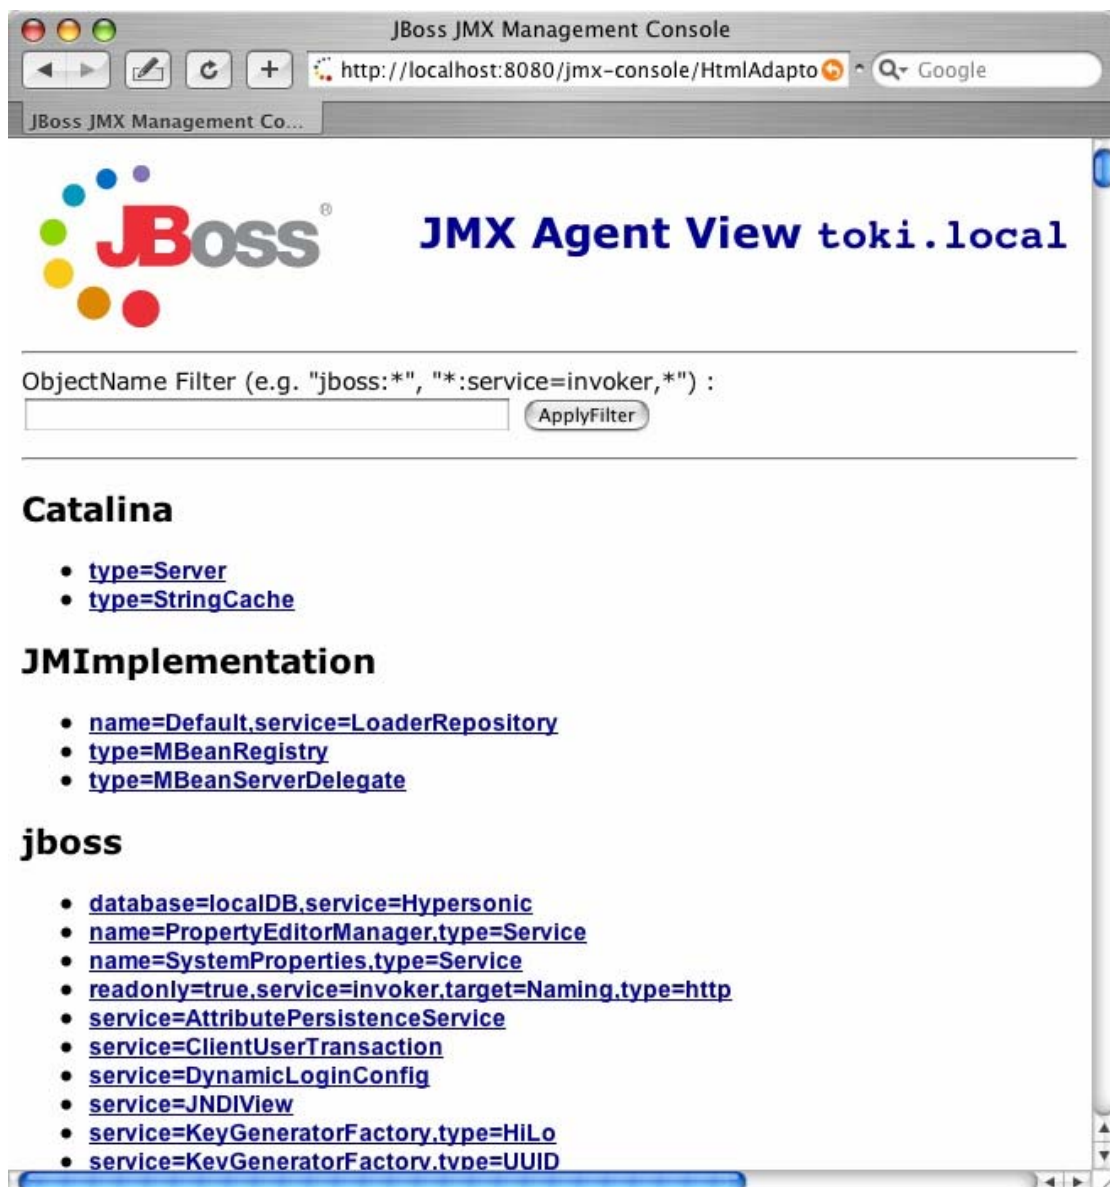 JBoss JMX Management Console
http://localhost:8080/jmx-console/HtmlAdapto
Google
JBoss JMX Management Co...
JBoss®
JMX Agent View toki.local
ObjectName Filter (e.g. "jboss:*", "*:service=invoker,*") :
ApplyFilter
Catalina
type=Server
type=StringCache
JMImplementation
name=Default,service=LoaderRepository
type=MBeanRegistry
type=MBeanServerDelegate
jboss
database=localDB,service=Hypersonic
name=PropertyEditorManager,type=Service
name=SystemProperties,type=Service
readonly=true,service=invoker,target=Naming,type=http
service=AttributePersistenceService
service=ClientUserTransaction
service=DynamicLoginConfig
service=JNDIView
service=KeyGeneratorFactory,type=HiLo
service=KeyGeneratorFactory,type=UUID